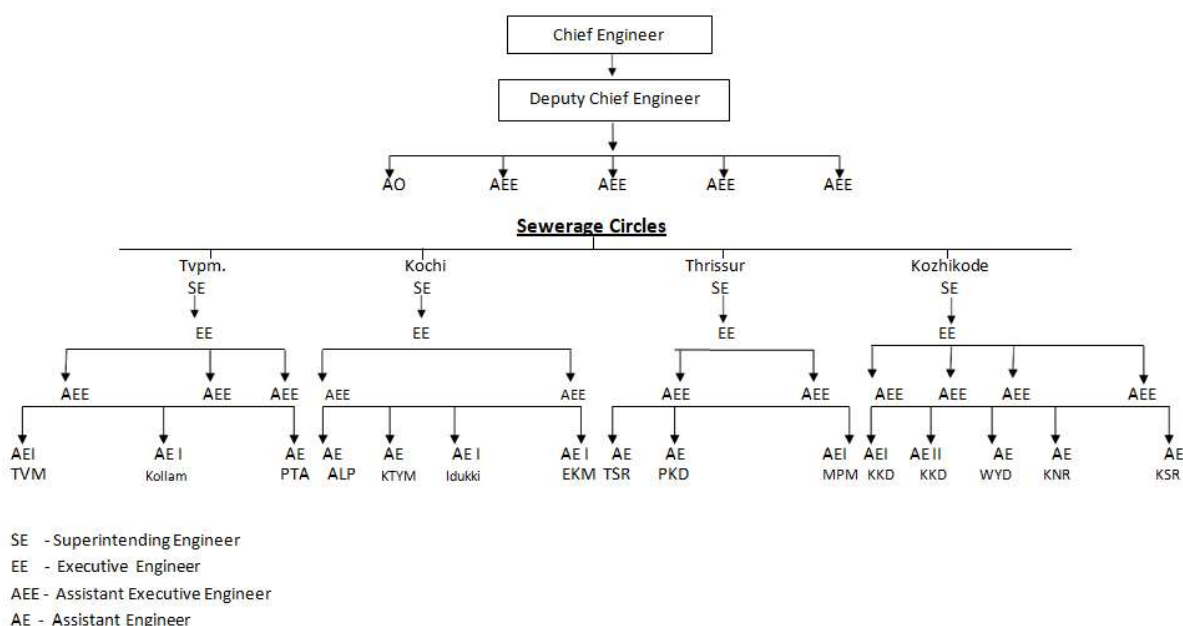 Chief Engineer
Deputy Chief Engineer
AO AEE AEE AEE AEE
Sewerage Circles
Tvpm. Kochi Thrissur Kozhikode
SE SE SE SE
EE EE EE EE
AEE AEE AEE AEE AEE AEE AEE AEE AEE AEE AEE
AEI AE I AE AE AE AE I AE I AE AE AEI AEI AE II AE AE AE
TVM Kollam PTA ALP KTYM Idukki EKM TSR PKD MPM KKD KKD WYD KNR KSR
SE - Superintending Engineer
EE - Executive Engineer
AEE - Assistant Executive Engineer
AE - Assistant Engineer